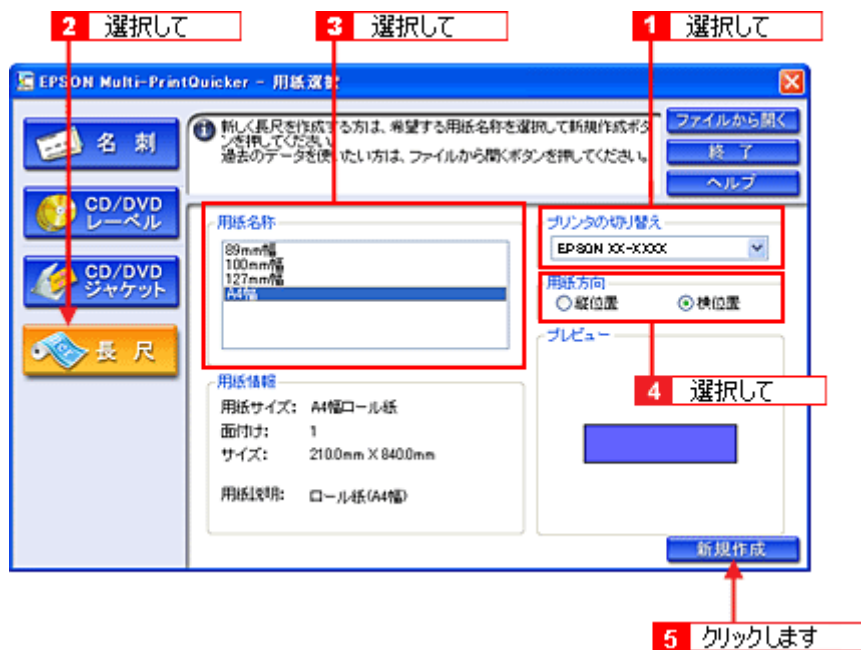 2 選択して
3 選択して
1 選択して
EPSON Multi-PrintQuicker - 用紙選択
名 刺
CD/DVD
レーベル
CD/DVD
ジャケット
長 尺
新しく長尺を作成する方は、希望する用紙名称を選択して新規作成ボタ
ンを押してください。
過去のデータを使いたい方は、ファイルから開くボタンを押してください。
ファイルから開く
終 了
ヘルプ
用紙名称
89mm幅
100mm幅
127mm幅
A4幅
プリンタの切り替え
EPSON XX-XXXX
用紙方向
縦位置
横位置
プレビュー
4 選択して
用紙情報
用紙サイズ: A4幅ロール紙
面付け: 1
サイズ: 210.0mm X 840.0mm
用紙説明: ロール紙(A4幅)
新規作成
5 クリックします